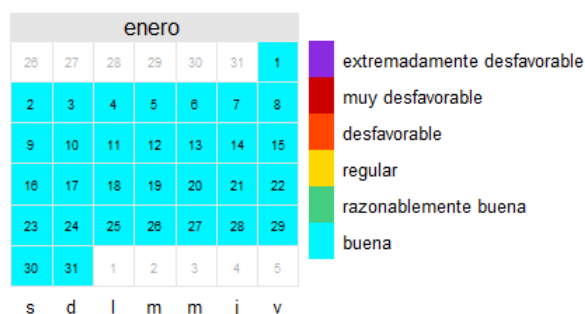 enero
26 27 28 29 30 31 1
2 3 4 5 6 7 8
9 10 11 12 13 14 15
16 17 18 19 20 21 22
23 24 25 26 27 28 29
30 31 1 2 3 4 5
s d l m m i v
extremadamente desfavorable
muy desfavorable
desfavorable
regular
razonablemente buena
buena